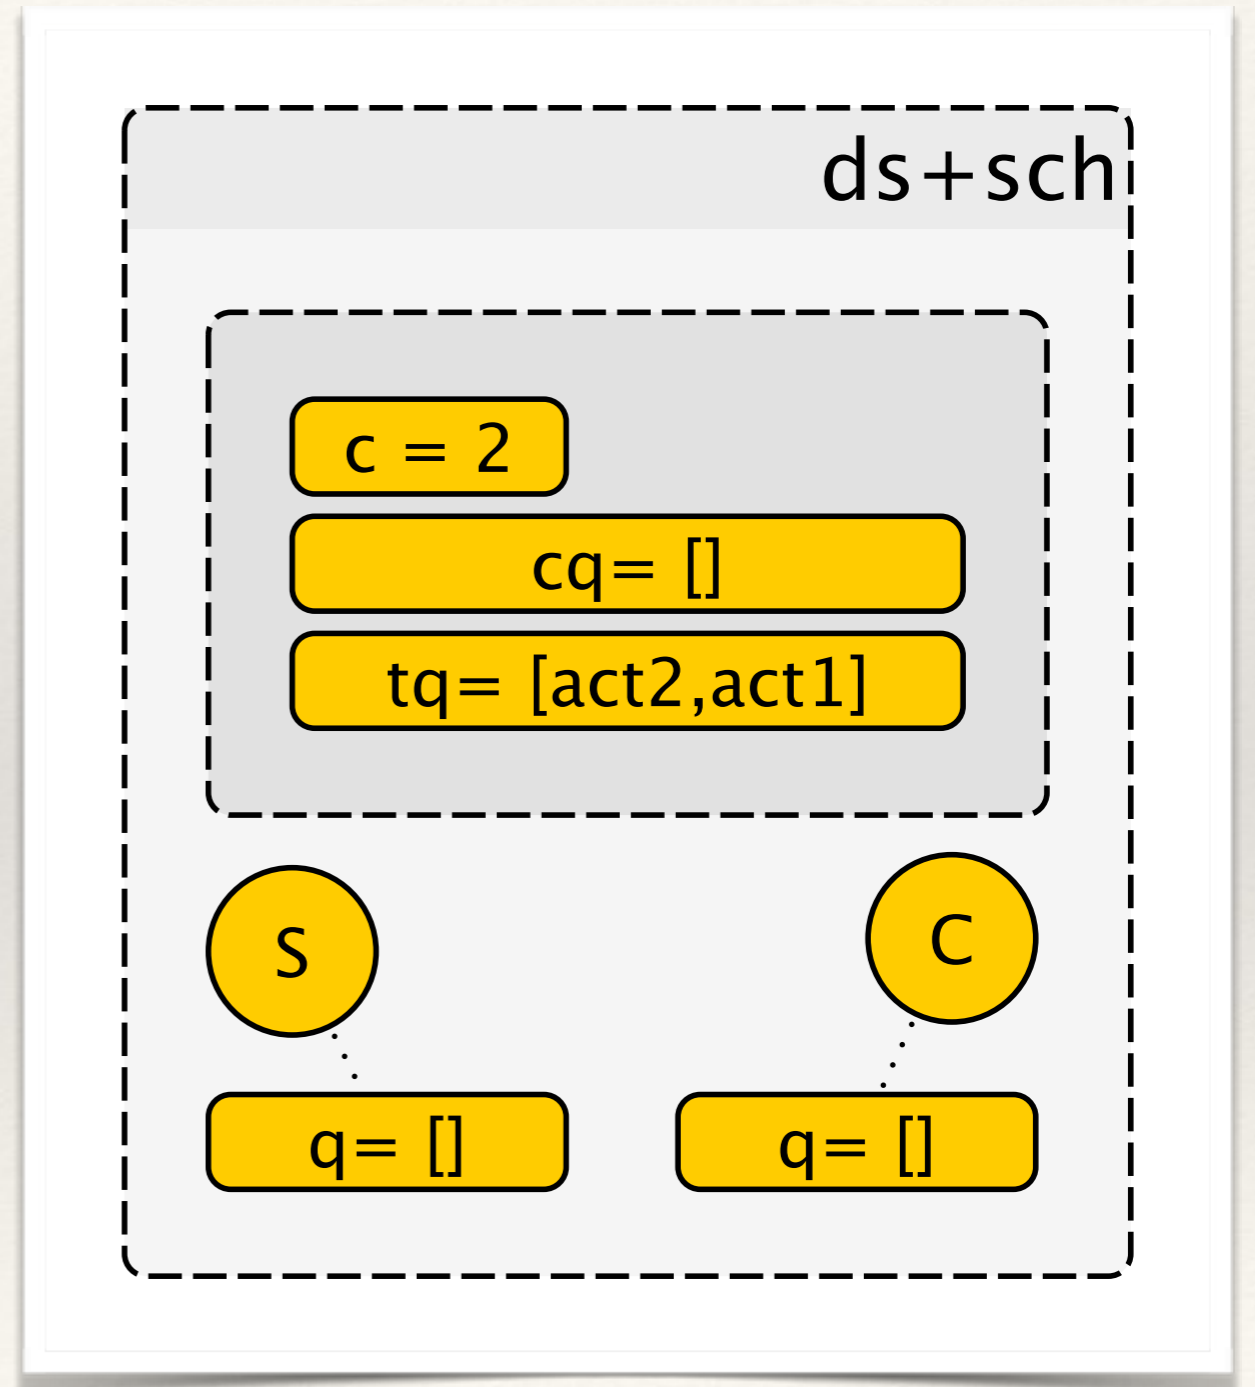 ds+sch
c = 2
cq= []
tq= [act2,act1]
S
C
q= []
q= []